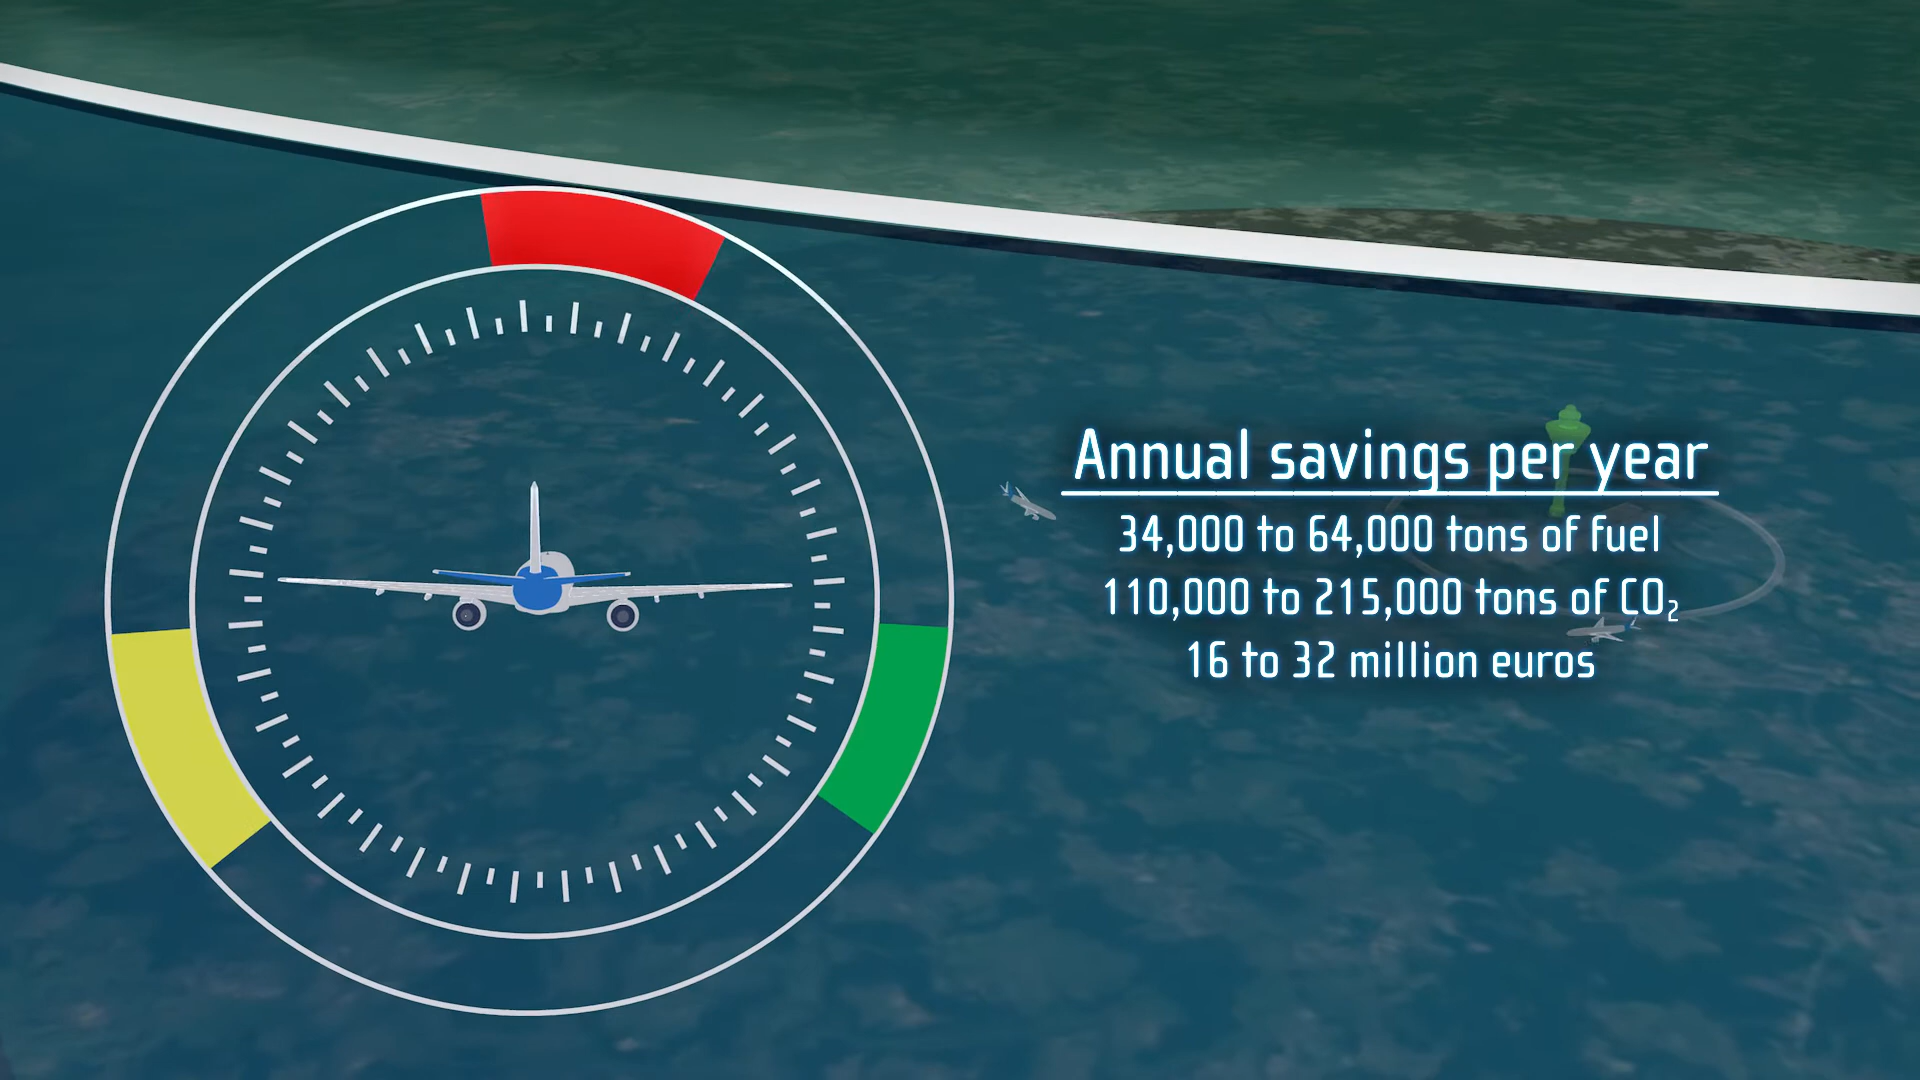 Annual savings per year
34,000 to 64,000 tons of fuel
110,000 to 215,000 tons of CO₂
16 to 32 million euros